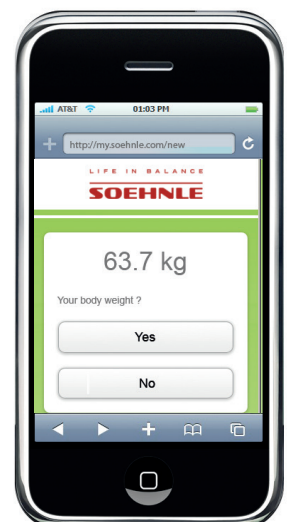 AT&T 01:03 PM
http://my.soehnle.com/new
LIFE IN BALANCE
SOEHNLE
63.7 kg
Your body weight ?
Yes
No